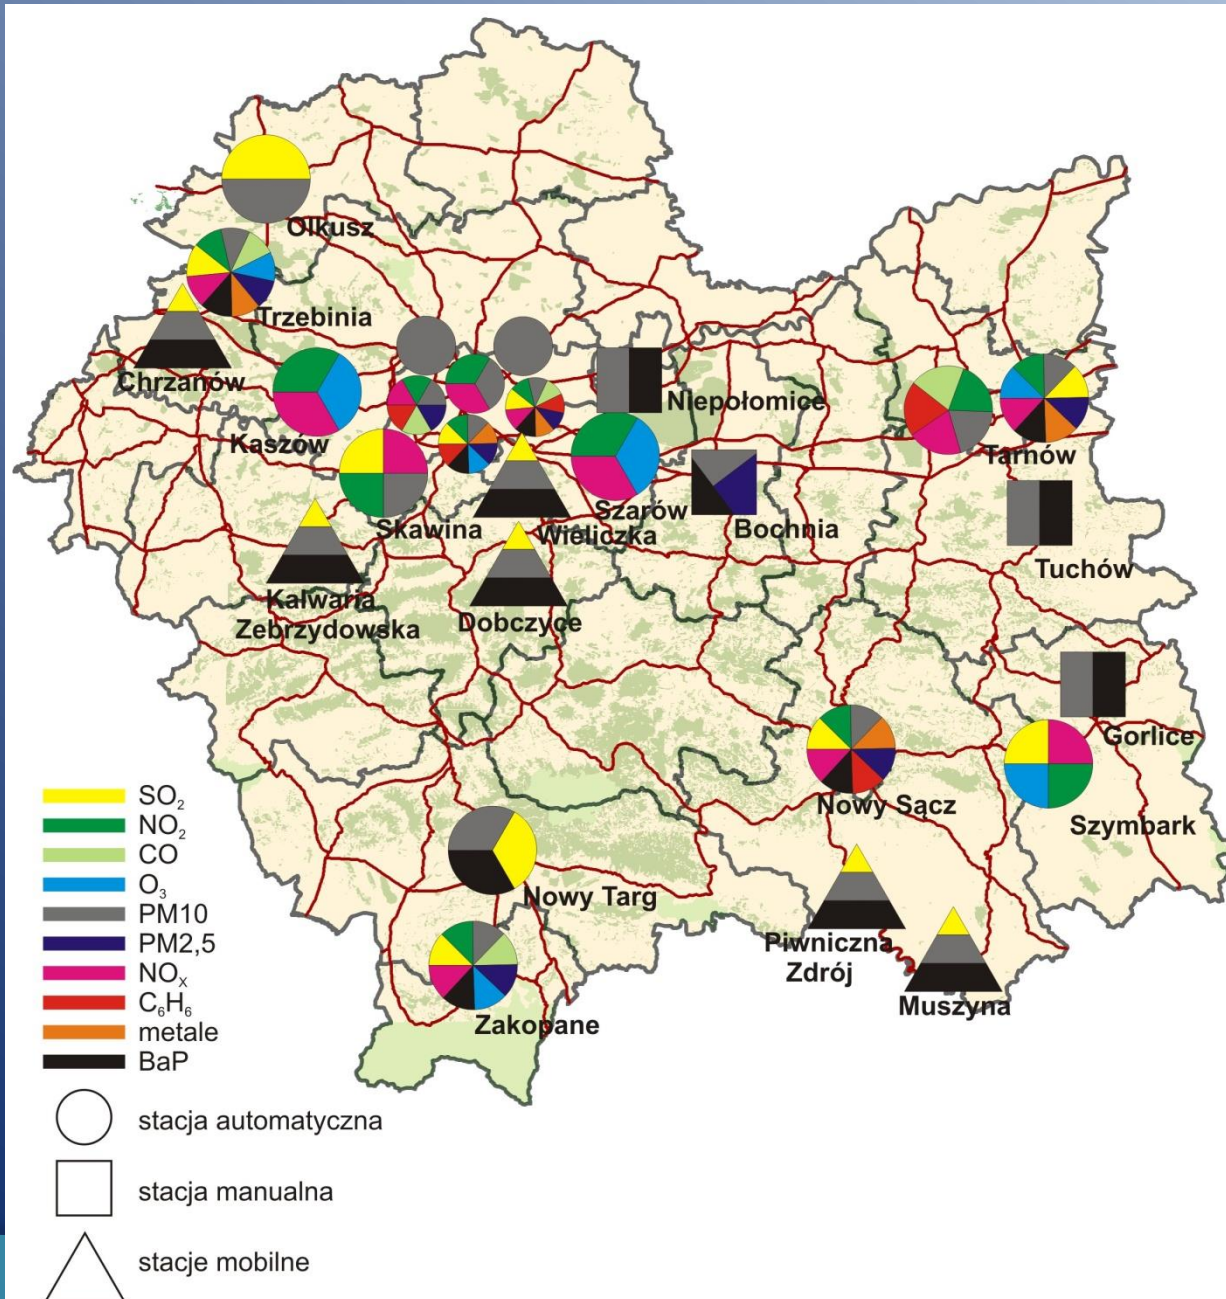 Olkusz
Trzebinia
Chrzanów
Kaszów
Niepołomice
Tarnów
Skawina
Szarów
Wieliczka
Bochnia
Tuchów
Kalwaria
Zebrzydowska
Dobczyce
Gorlice
Nowy Sącz
Szymbark
Nowy Targ
Piwniczna
Zdrój
Muszyna
Zakopane
SO₂
NO₂
CO
O₃
PM10
PM2,5
NOₓ
C₆H₆
metale
BaP
stacja automatyczna
stacja manualna
stacje mobilne